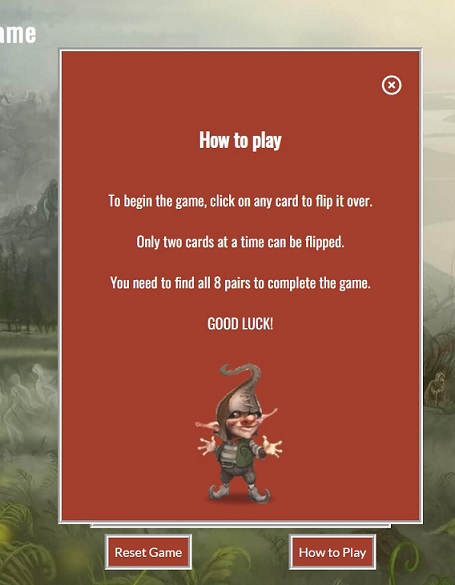 ame
How to play
To begin the game, click on any card to flip it over.
Only two cards at a time can be flipped.
You need to find all 8 pairs to complete the game.
GOOD LUCK!
Reset Game
How to Play